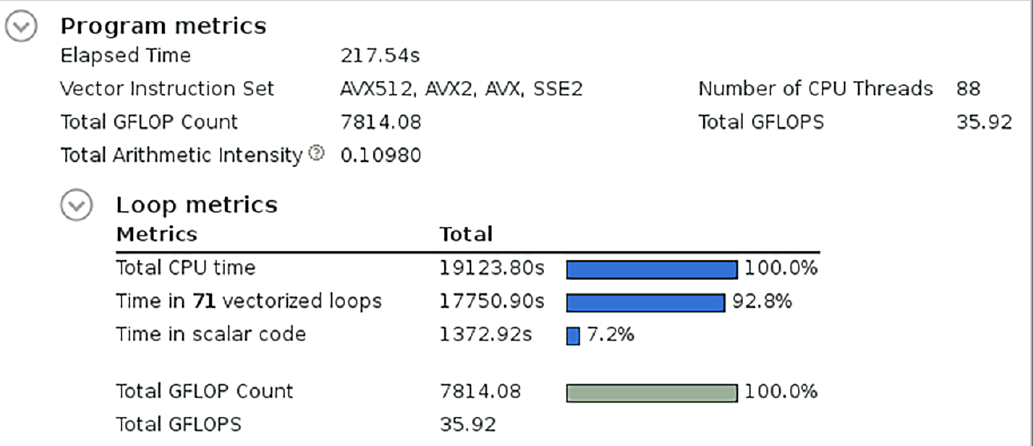 Program metrics
Elapsed Time 217.54s
Vector Instruction Set AVX512, AVX2, AVX, SSE2 Number of CPU Threads 88
Total GFLOP Count 7814.08 Total GFLOPS 35.92
Total Arithmetic Intensity ? 0.10980
Loop metrics
Metrics Total
Total CPU time 19123.80s 100.0%
Time in 71 vectorized loops 17750.90s 92.8%
Time in scalar code 1372.92s 7.2%
Total GFLOP Count 7814.08 100.0%
Total GFLOPS 35.92